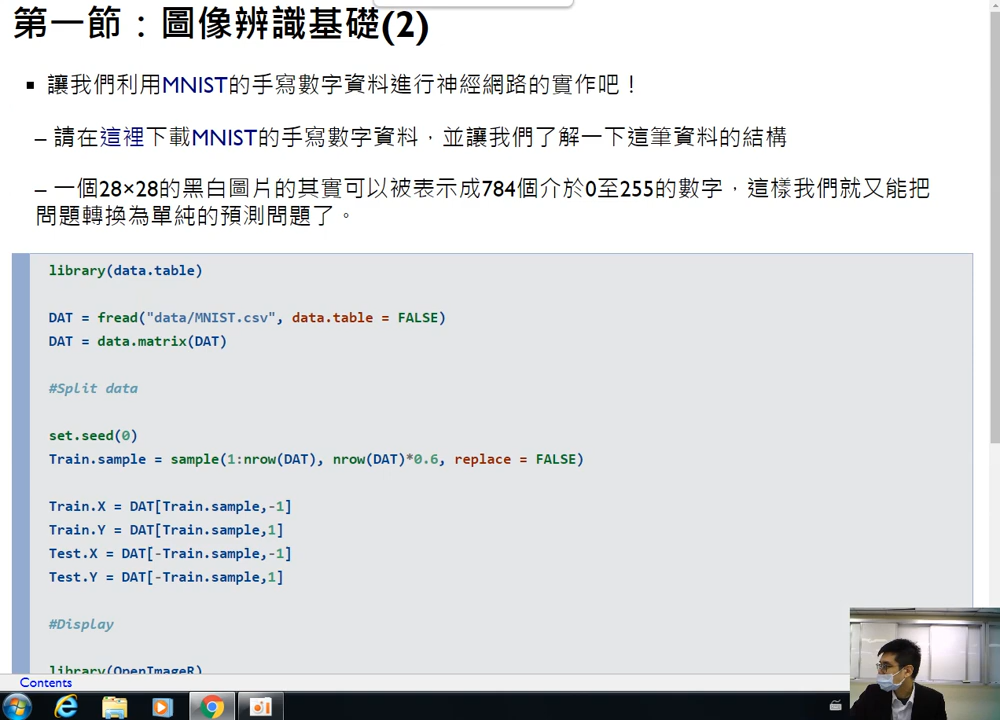 第一節：圖像辨識基礎(2)
讓我們利用MNIST的手寫數字資料進行神經網路的實作吧！
– 請在這裡下載MNIST的手寫數字資料，並讓我們了解一下這筆資料的結構
– 一個28×28的黑白圖片的其實可以被表示成784個介於0至255的數字，這樣我們就又能把
問題轉換為單純的預測問題了。
library(data.table)
DAT = fread("data/MNIST.csv", data.table = FALSE)
DAT = data.matrix(DAT)
#Split data
set.seed(0)
Train.sample = sample(1:nrow(DAT), nrow(DAT)*0.6, replace = FALSE)
Train.X = DAT[Train.sample,-1]
Train.Y = DAT[Train.sample,1]
Test.X = DAT[-Train.sample,-1]
Test.Y = DAT[-Train.sample,1]
#Display
library(OpenImageR)
Contents